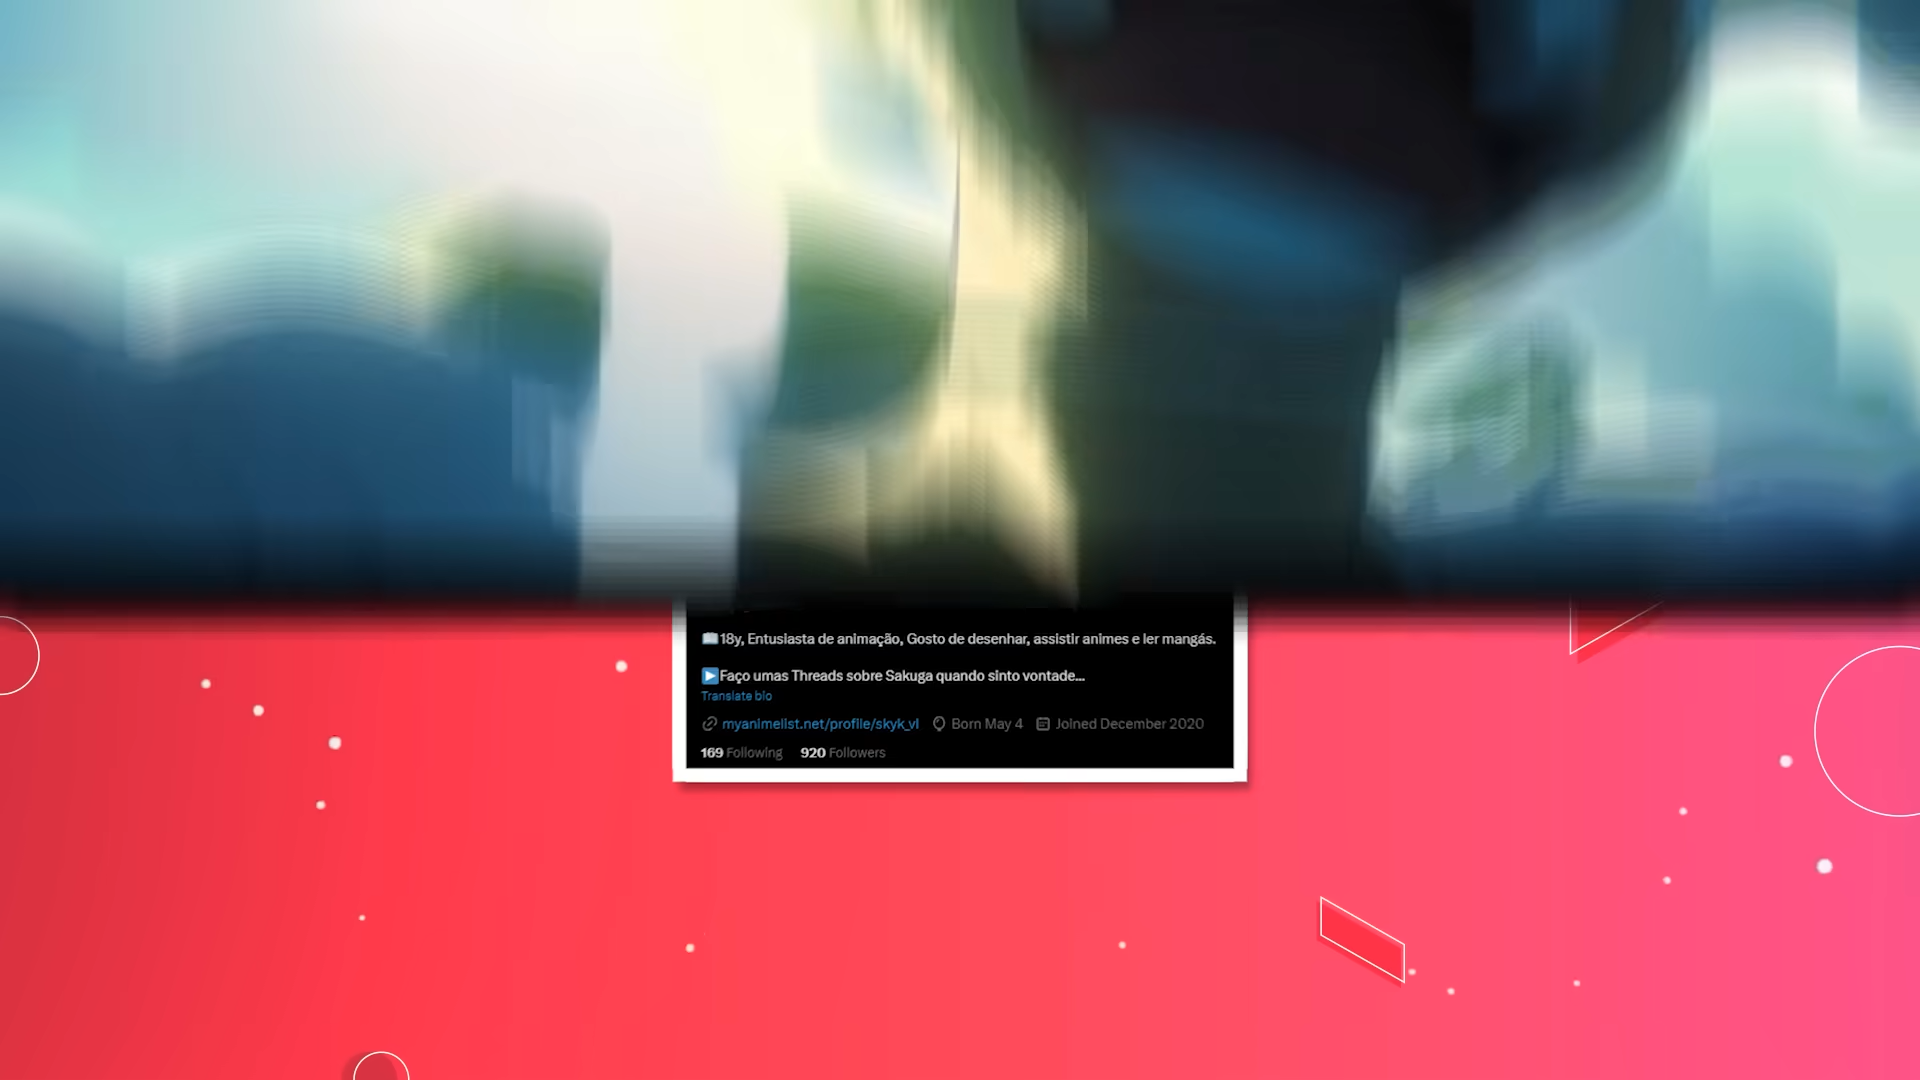 18y, Entusiasta de animação, Gosto de desenhar, assistir animes e ler mangás.
Faço umas Threads sobre Sakuga quando sinto vontade...
Translate bio
myanimelist.net/profile/skyk_vl Born May 4 Joined December 2020
169 Following 920 Followers